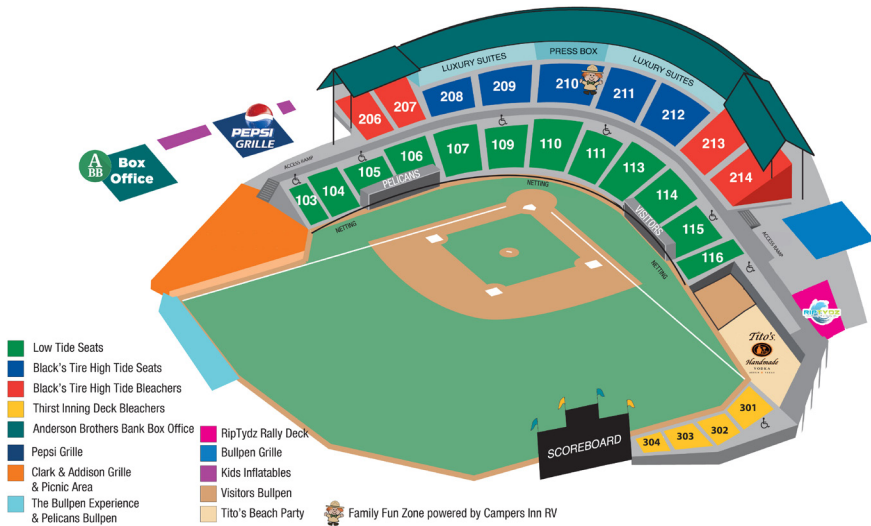 LUXURY SUITES
PRESS BOX
LUXURY SUITES
206
207
208
209
210
211
212
213
214
PEPSI
GRILLE
A
BB
Box
Office
ACCESS RAMP
103
104
105
106
107
109
110
111
113
114
115
116
PELICANS
VISITORS
NETTING
NETTING
NETTING
ACCESS RAMP
RIPTYDZ
Tito's
Handmade
VODKA
301
302
303
304
SCOREBOARD
Low Tide Seats
Black's Tire High Tide Seats
Black's Tire High Tide Bleachers
Thirst Inning Deck Bleachers
Anderson Brothers Bank Box Office
Pepsi Grille
Clark & Addison Grille
& Picnic Area
The Bullpen Experience
& Pelicans Bullpen
RipTydz Rally Deck
Bullpen Grille
Kids Inflatables
Visitors Bullpen
Tito's Beach Party
Family Fun Zone powered by Campers Inn RV